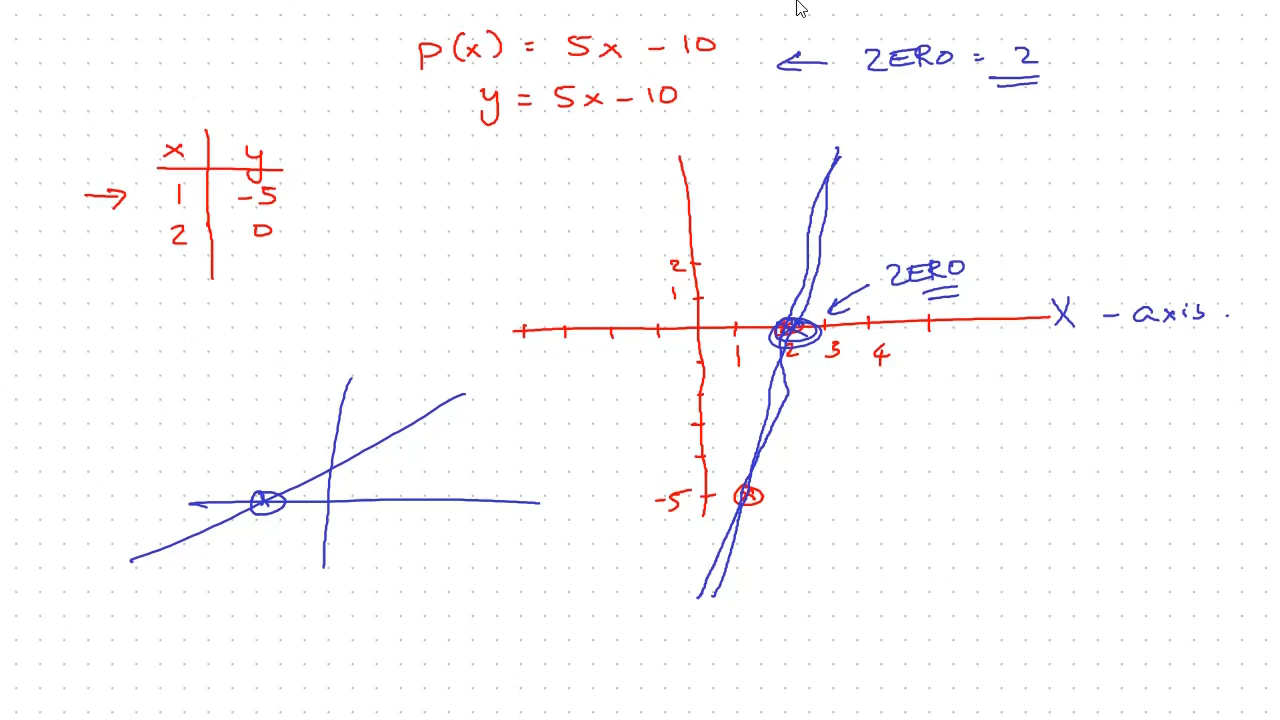 p(x) = 5x - 10
← ZERO = 2
y = 5x - 10
x y
→ 1 -5
2 0
2
1
ZERO
X - axis.
1 2 3 4
-5